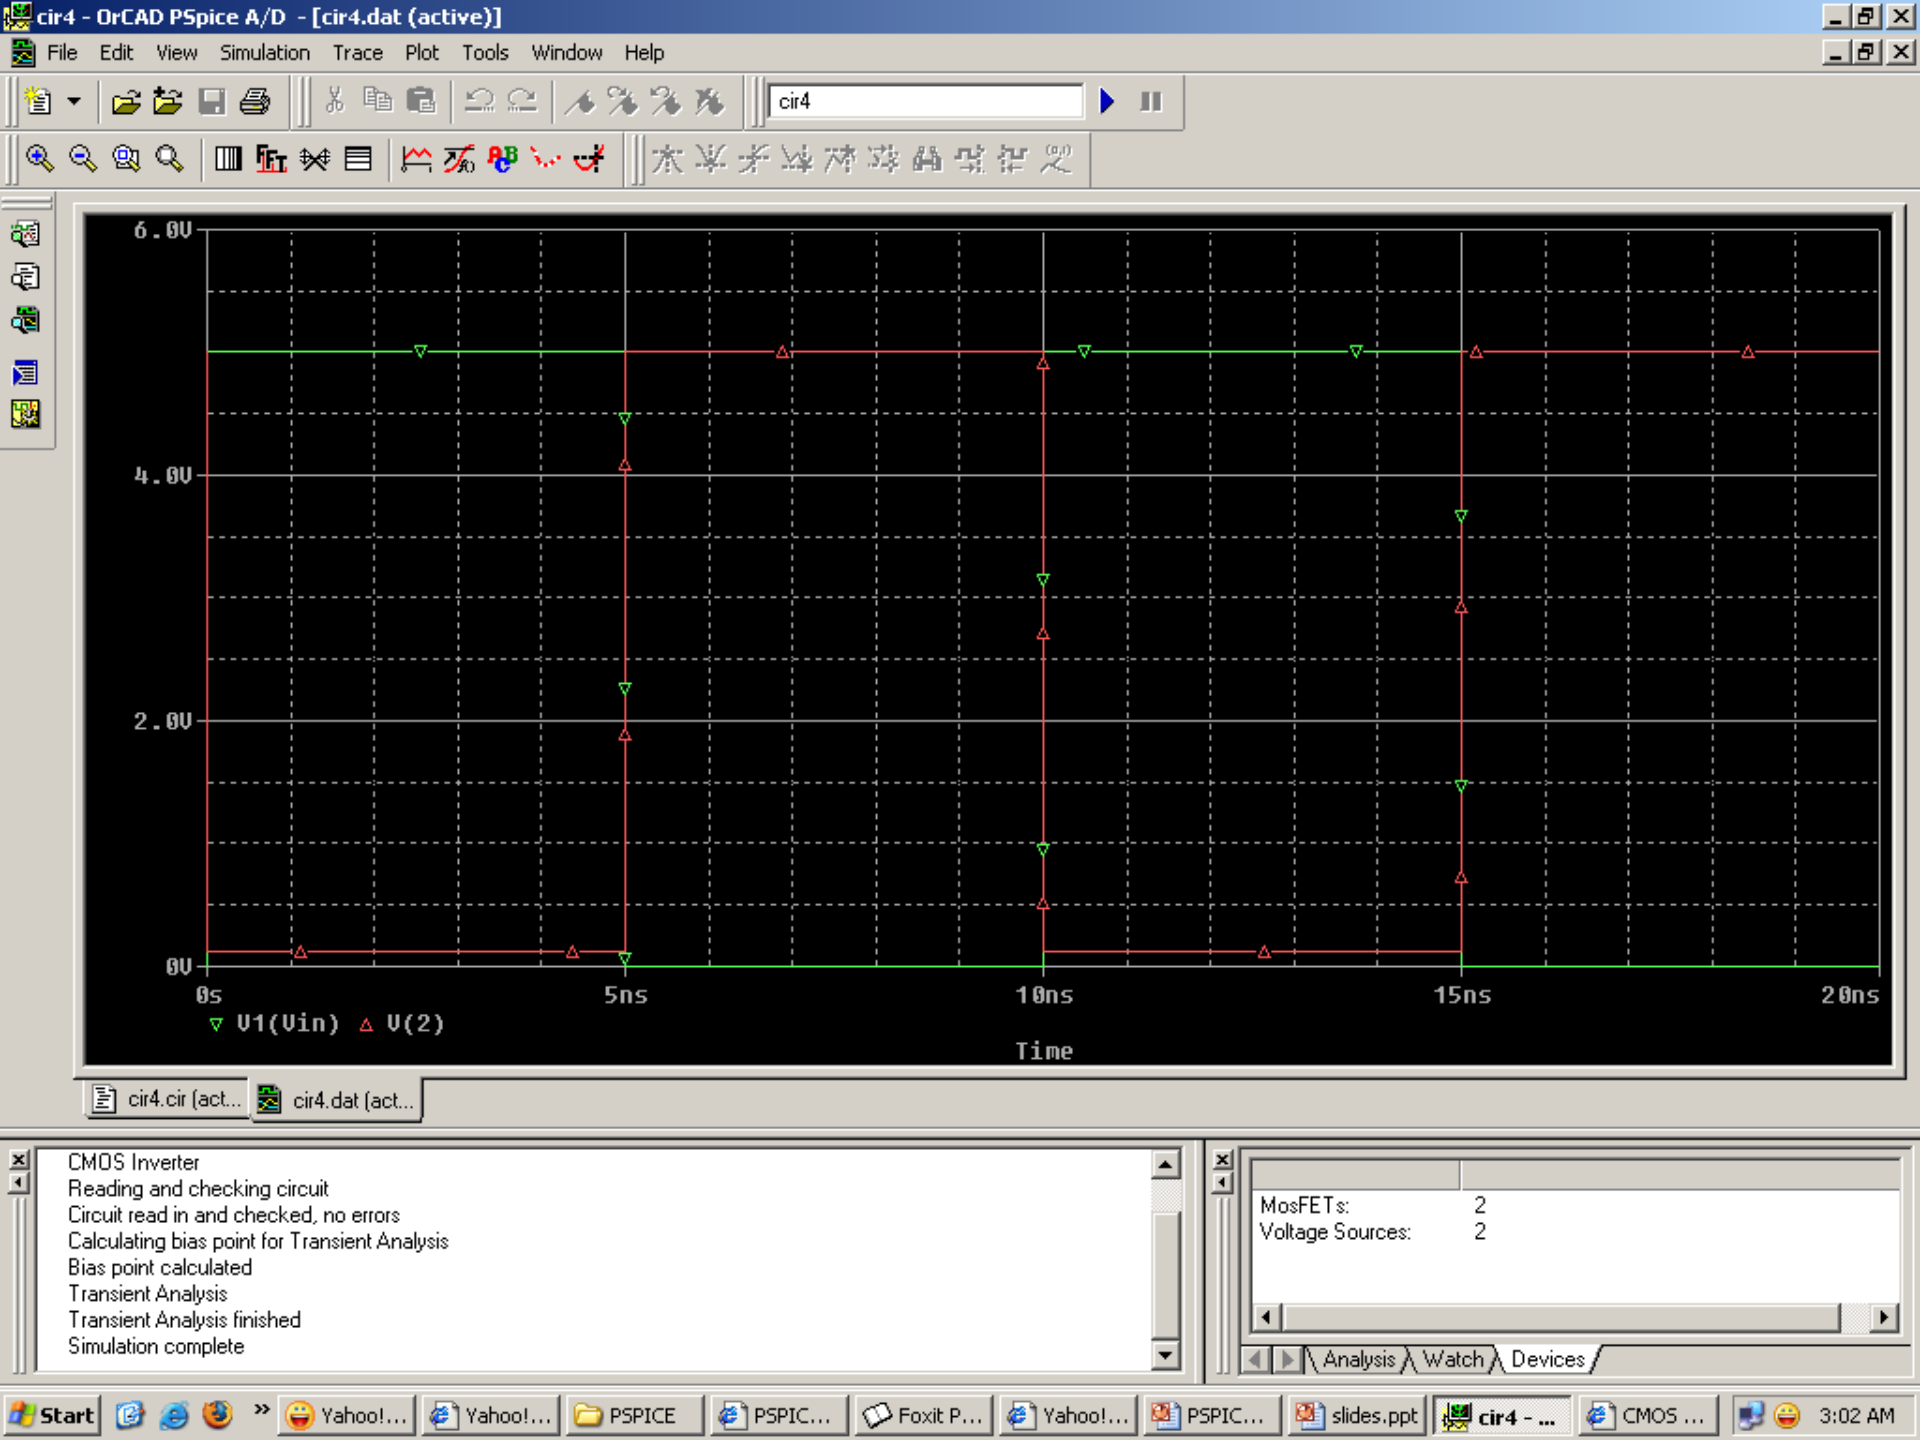 cir4 - OrCAD PSpice A/D - [cir4.dat (active)]
File Edit View Simulation Trace Plot Tools Window Help
cir4
6.0V
4.0V
2.0V
0V
0s 5ns 10ns 15ns 20ns
V1(Vin) V(2)
Time
cir4.cir (act... cir4.dat (act...
CMOS Inverter
Reading and checking circuit
Circuit read in and checked, no errors
Calculating bias point for Transient Analysis
Bias point calculated
Transient Analysis
Transient Analysis finished
Simulation complete
MosFETs: 2
Voltage Sources: 2
Analysis Watch Devices
Start » Yahoo!... Yahoo!... PSPICE PSPIC... Foxit P... Yahoo!... PSPIC... slides.ppt cir4 - ... CMOS ... 3:02 AM